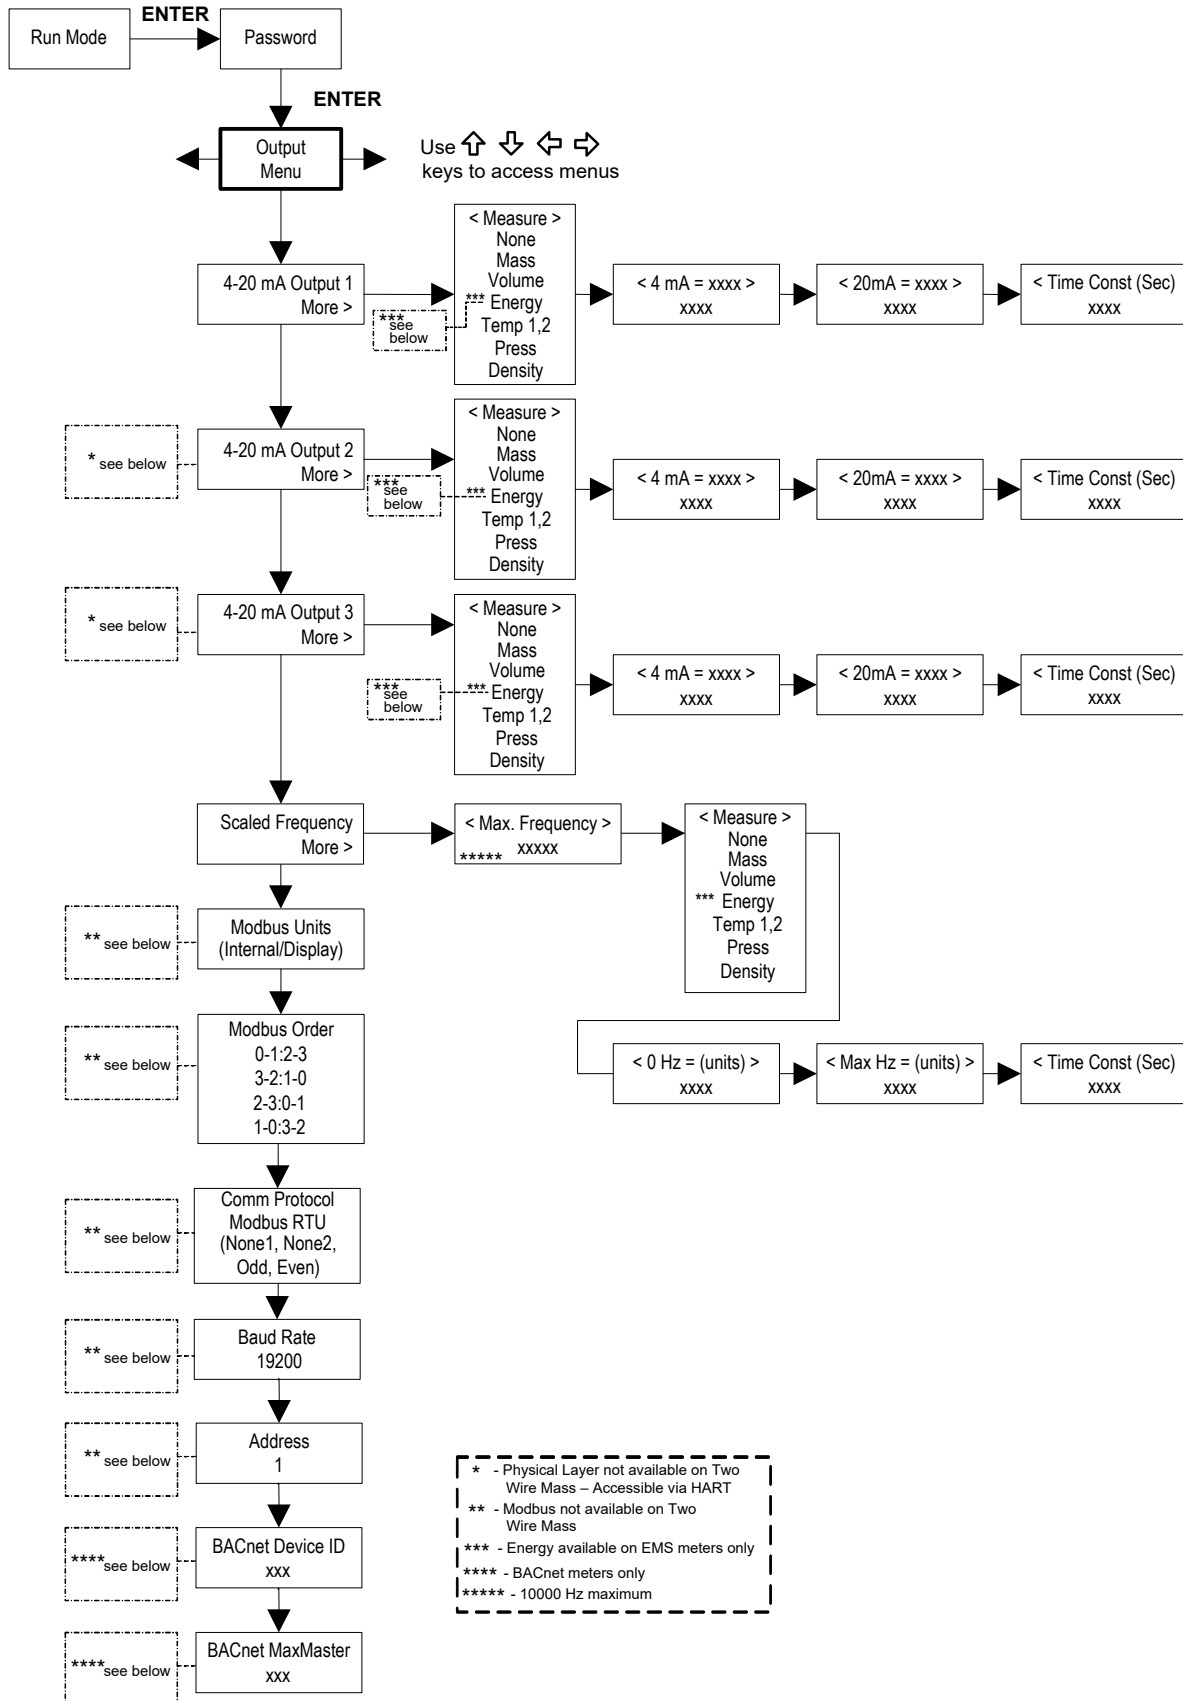 ENTER
Run Mode
Password
ENTER
Output
Menu
Use
keys to access menus
4-20 mA Output 1
More >
*** see
below
< Measure >
None
Mass
Volume
*** Energy
Temp 1,2
Press
Density
< 4 mA = xxxx >
xxxx
< 20mA = xxxx >
xxxx
< Time Const (Sec)
xxxx
* see below
4-20 mA Output 2
More >
*** see
below
< Measure >
None
Mass
Volume
*** Energy
Temp 1,2
Press
Density
< 4 mA = xxxx >
xxxx
< 20mA = xxxx >
xxxx
< Time Const (Sec)
xxxx
* see below
4-20 mA Output 3
More >
*** see
below
< Measure >
None
Mass
Volume
*** Energy
Temp 1,2
Press
Density
< 4 mA = xxxx >
xxxx
< 20mA = xxxx >
xxxx
< Time Const (Sec)
xxxx
Scaled Frequency
More >
< Max. Frequency >
***** xxxxx
< Measure >
None
Mass
Volume
*** Energy
Temp 1,2
Press
Density
< 0 Hz = (units) >
xxxx
< Max Hz = (units) >
xxxx
< Time Const (Sec)
xxxx
** see below
Modbus Units
(Internal/Display)
** see below
Modbus Order
0-1:2-3
3-2:1-0
2-3:0-1
1-0:3-2
** see below
Comm Protocol
Modbus RTU
(None1, None2,
Odd, Even)
** see below
Baud Rate
19200
** see below
Address
1
**** see below
BACnet Device ID
xxx
**** see below
BACnet MaxMaster
xxx
* - Physical Layer not available on Two
Wire Mass – Accessible via HART
** - Modbus not available on Two
Wire Mass
*** - Energy available on EMS meters only
**** - BACnet meters only
***** - 10000 Hz maximum